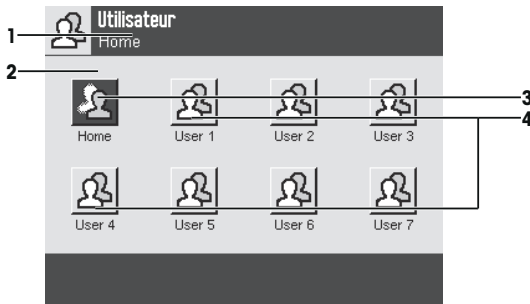 Utilisateur
1 Home
2
3
4
Home User 1 User 2 User 3
User 4 User 5 User 6 User 7